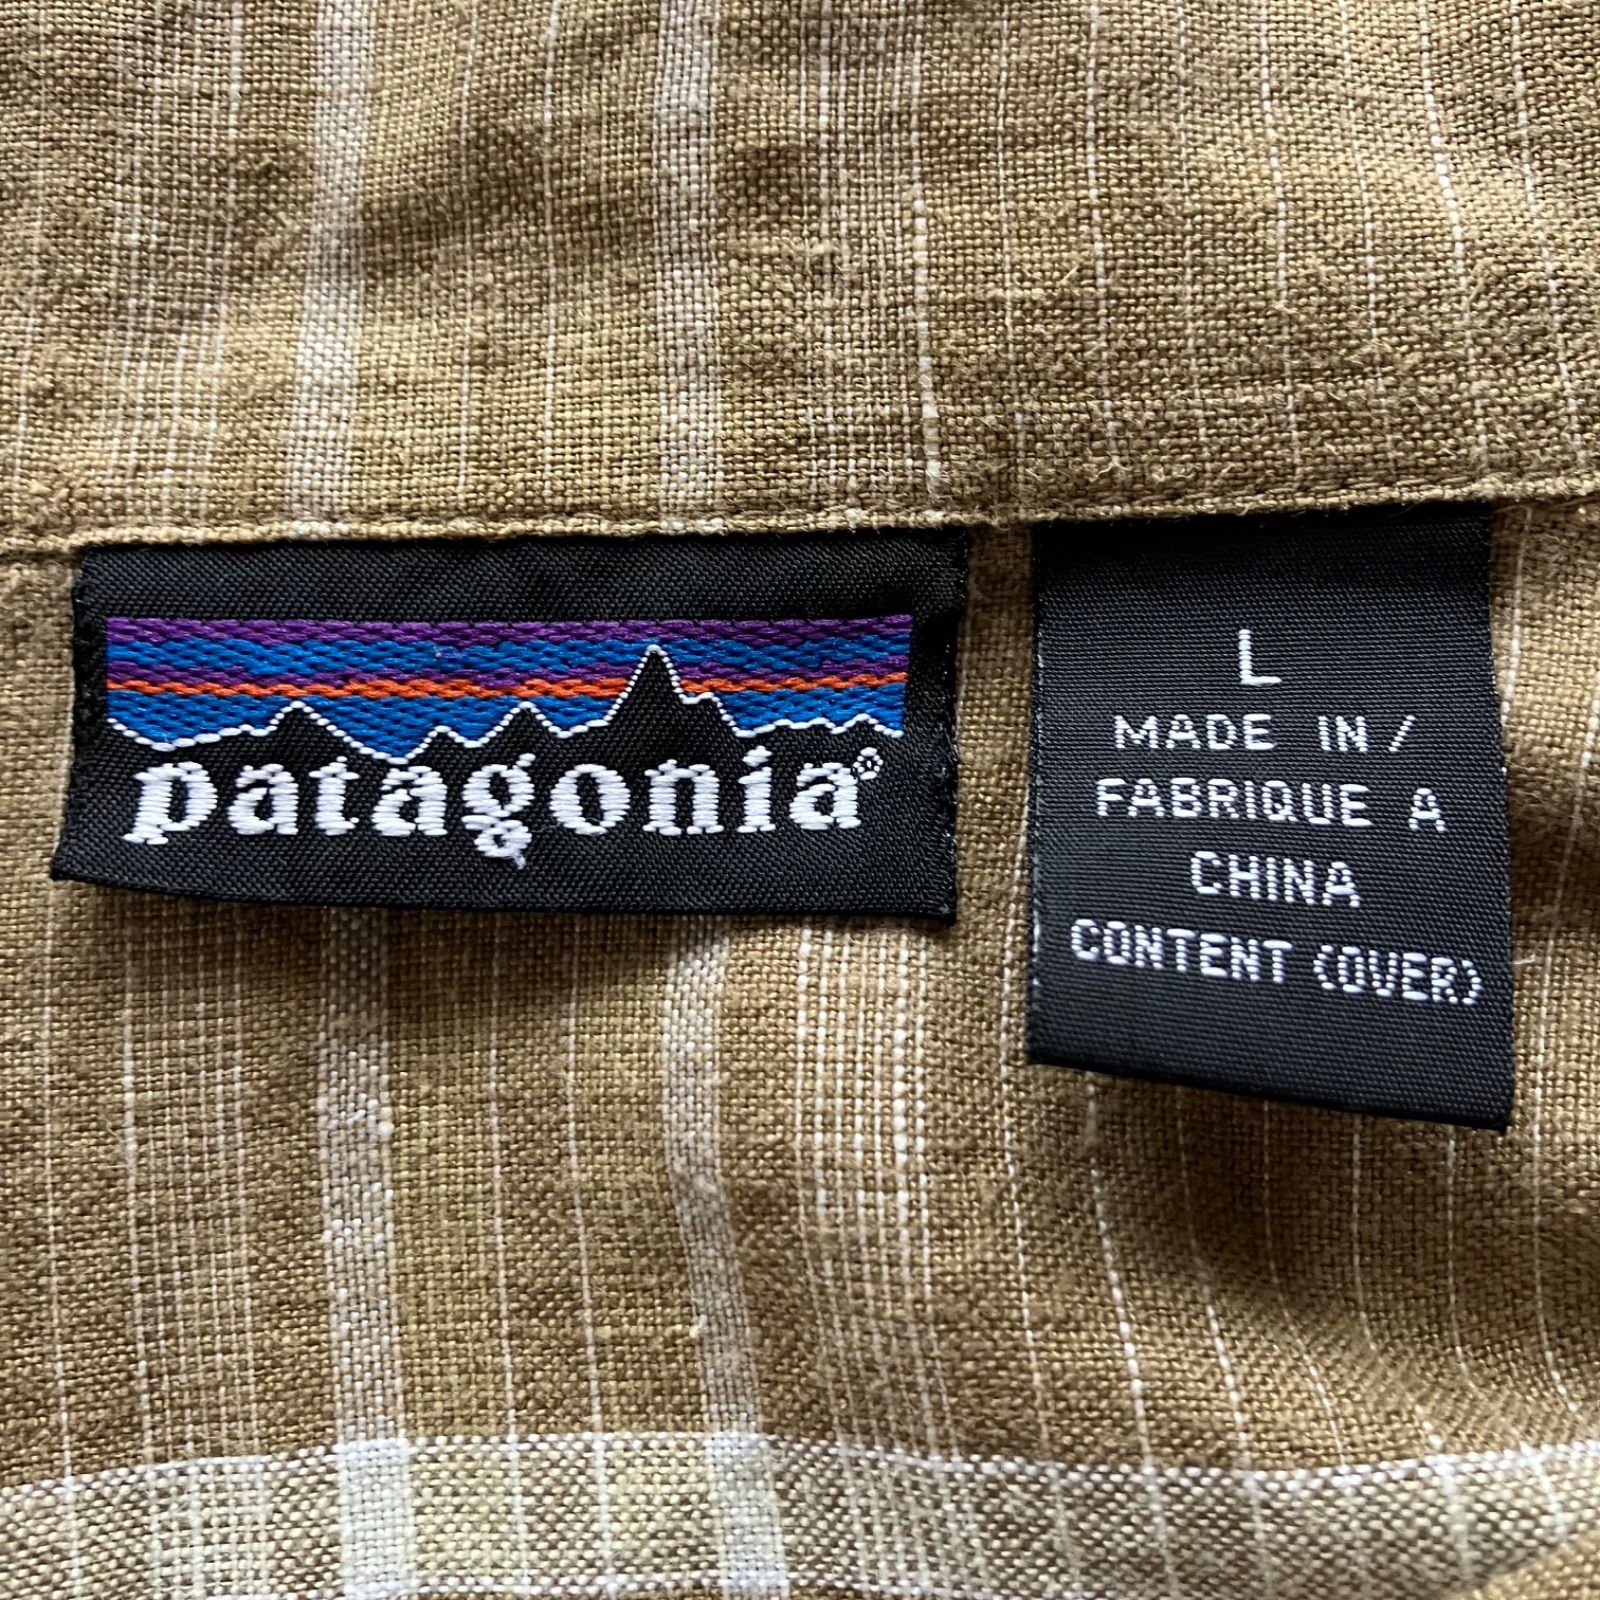 patagonia®
L
MADE IN/
FABRIQUE A
CHINA
CONTENT (OVER)